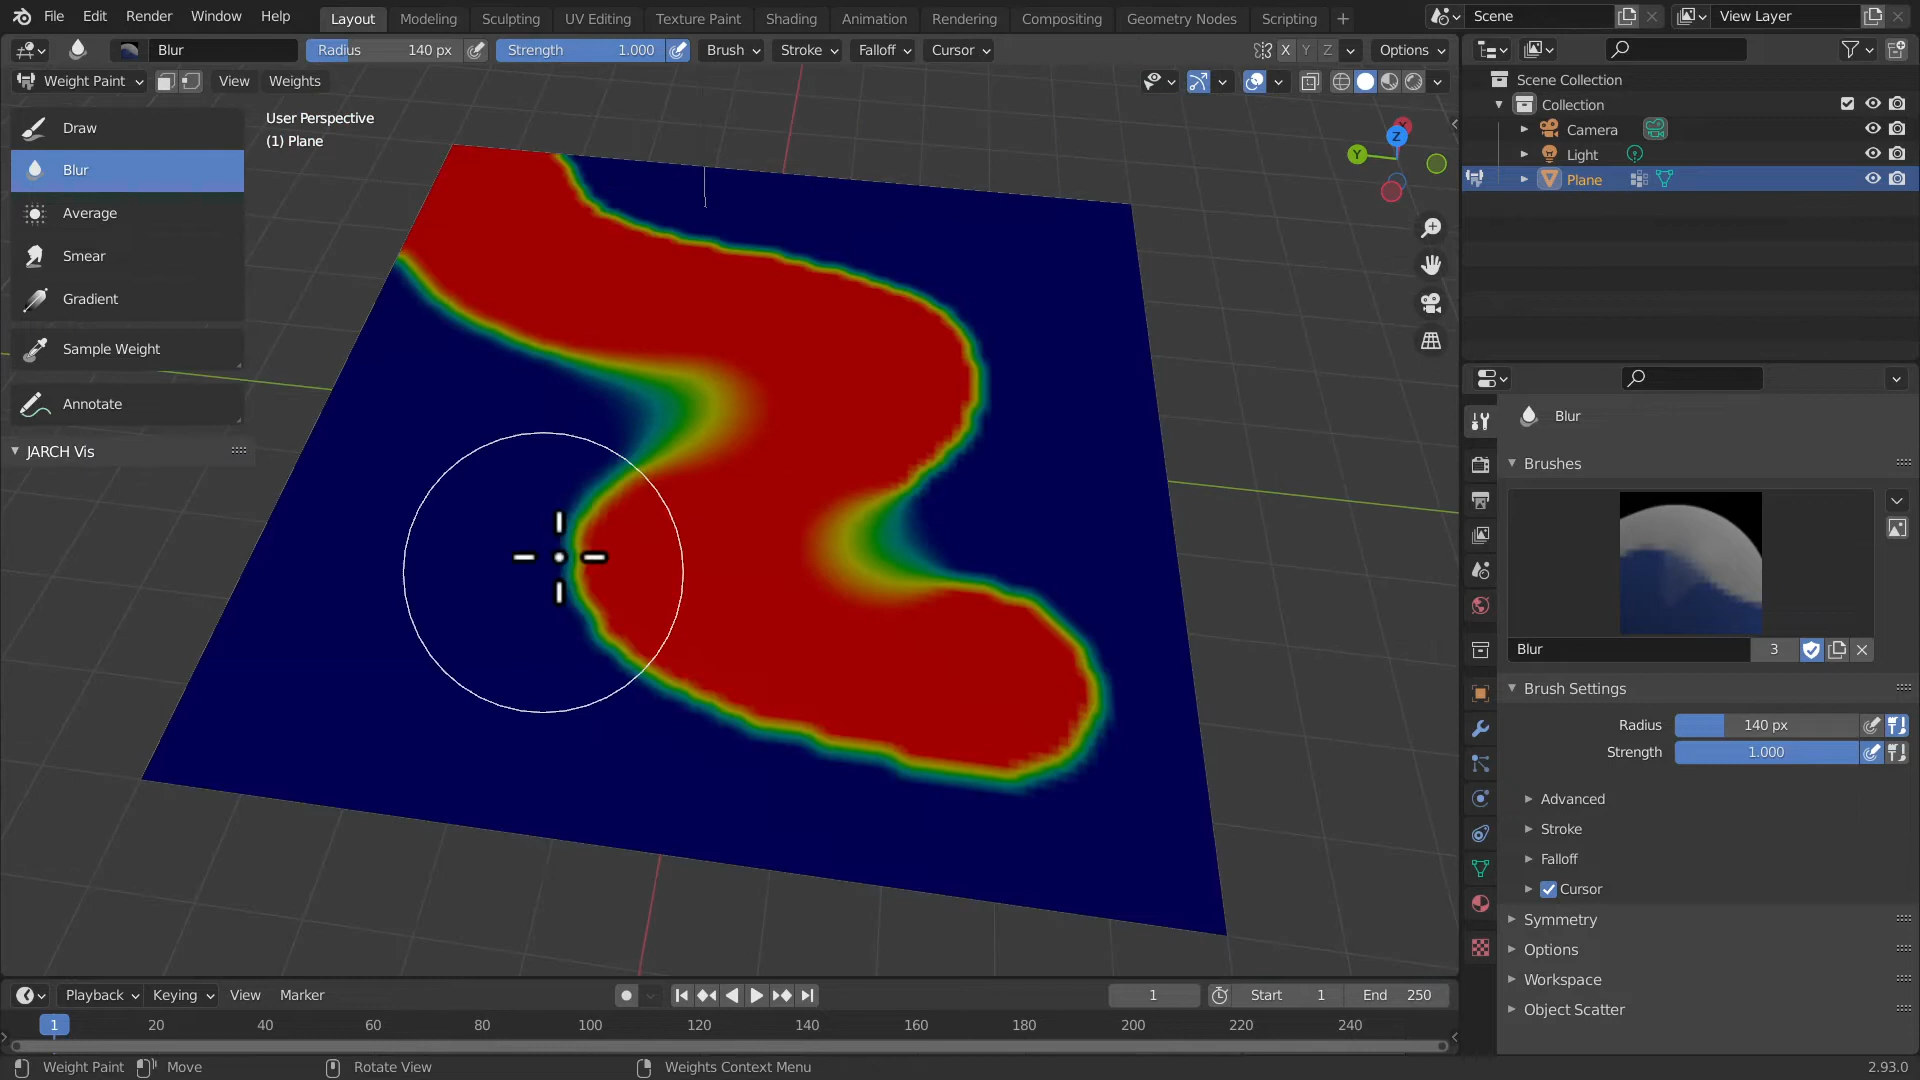 File Edit Render Window Help Layout Modeling Sculpting UV Editing Texture Paint Shading Animation Rendering Compositing Geometry Nodes Scripting + Scene View Layer
Blur Radius 140 px Strength 1.000 Brush Stroke Falloff Cursor X Y Z Options
Weight Paint View Weights
User Perspective
(1) Plane
Draw
Blur
Average
Smear
Gradient
Sample Weight
Annotate
JARCH Vis
X
Z
Y
Scene Collection
Collection
Camera
Light
Plane
Blur
Brushes
Blur 3
Brush Settings
Radius 140 px
Strength 1.000
Advanced
Stroke
Falloff
Cursor
Symmetry
Options
Workspace
Object Scatter
Playback Keying View Marker 1 Start 1 End 250
1 20 40 60 80 100 120 140 160 180 200 220 240
Weight Paint Move Rotate View Weights Context Menu 2.93.0